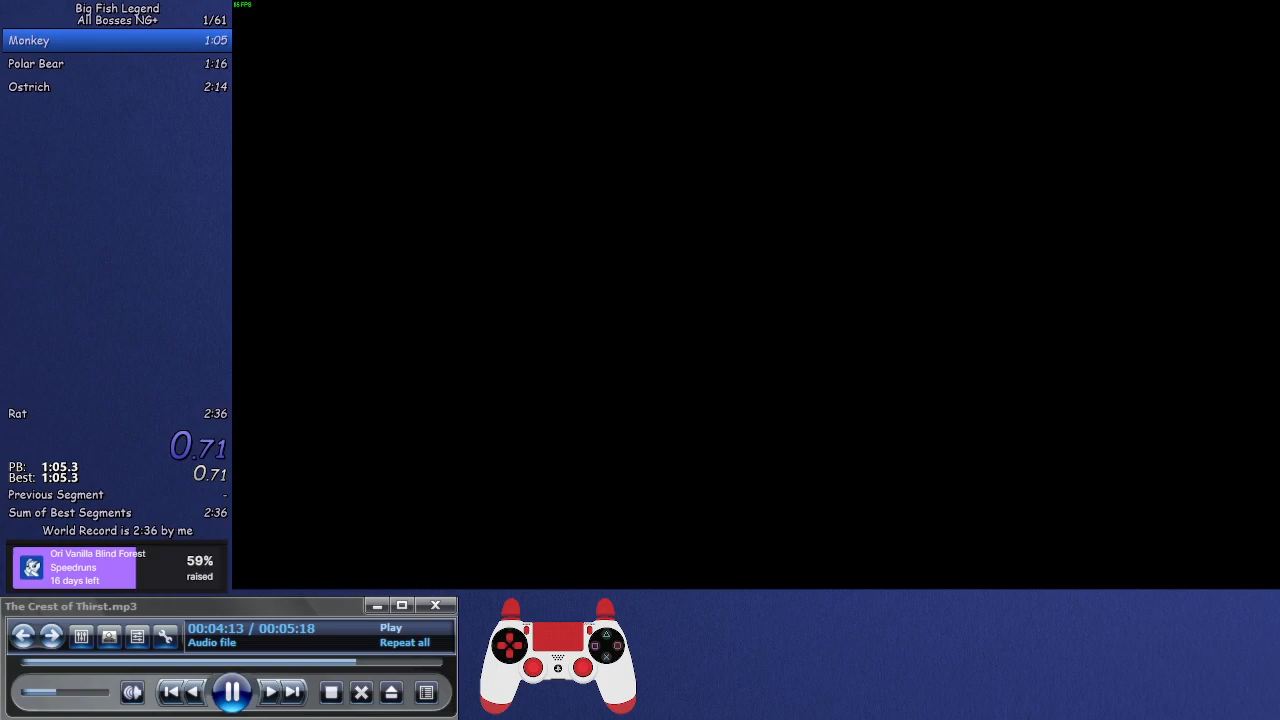 Big Fish Legend
All Bosses NG+ 1/61
Monkey 1:05
Polar Bear 1:16
Ostrich 2:14
Rat 2:36
0.71
PB: 1:05.3
Best: 1:05.3
0.71
Previous Segment -
Sum of Best Segments 2:36
World Record is 2:36 by me
Ori Vanilla Blind Forest
Speedruns
16 days left
59%
raised
The Crest of Thirst.mp3
00:04:13 / 00:05:18 Play
Audio file Repeat all
85 FPS